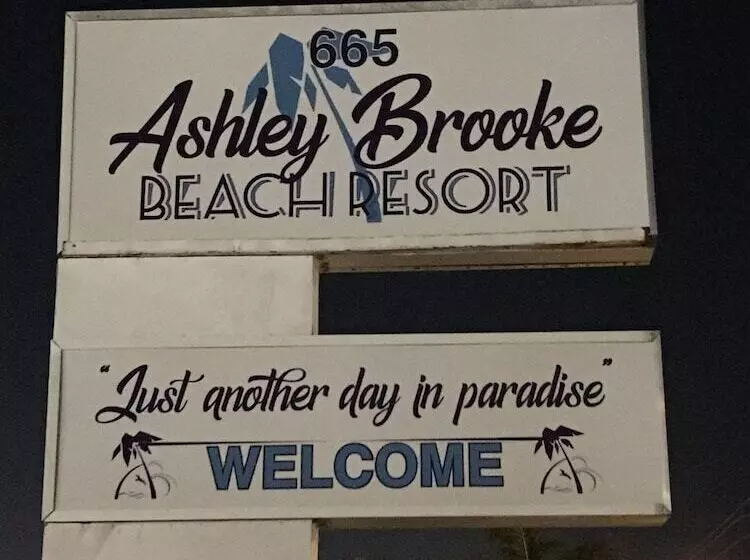 665
Ashley Brooke
BEACH RESORT
"Just another day in paradise"
WELCOME